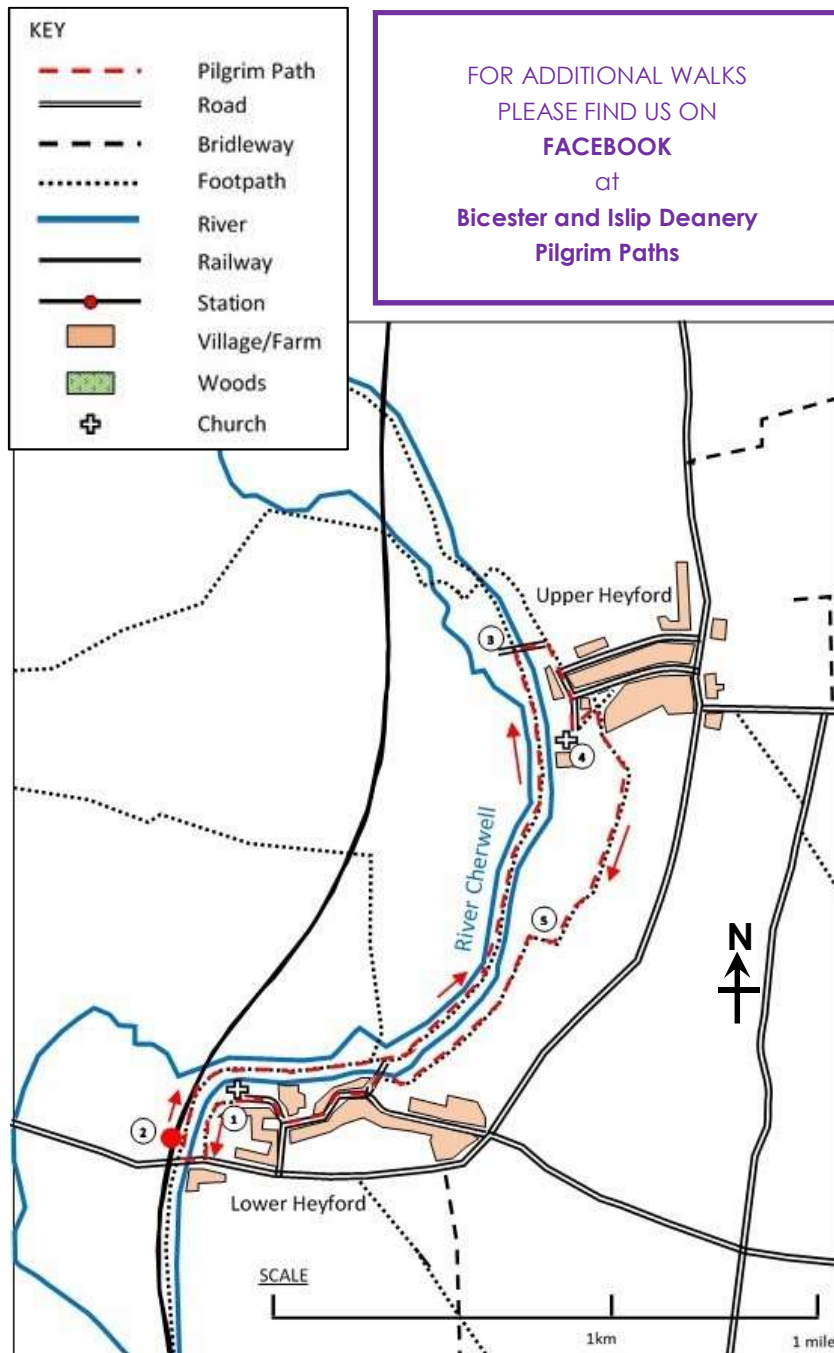 KEY
Pilgrim Path
Road
Bridleway
Footpath
River
Railway
Station
Village/Farm
Woods
Church
FOR ADDITIONAL WALKS
PLEASE FIND US ON
FACEBOOK
at
Bicester and Islip Deanery
Pilgrim Paths
Upper Heyford
3
4
River Cherwell
5
N
2
1
Lower Heyford
SCALE
1km
1 mile